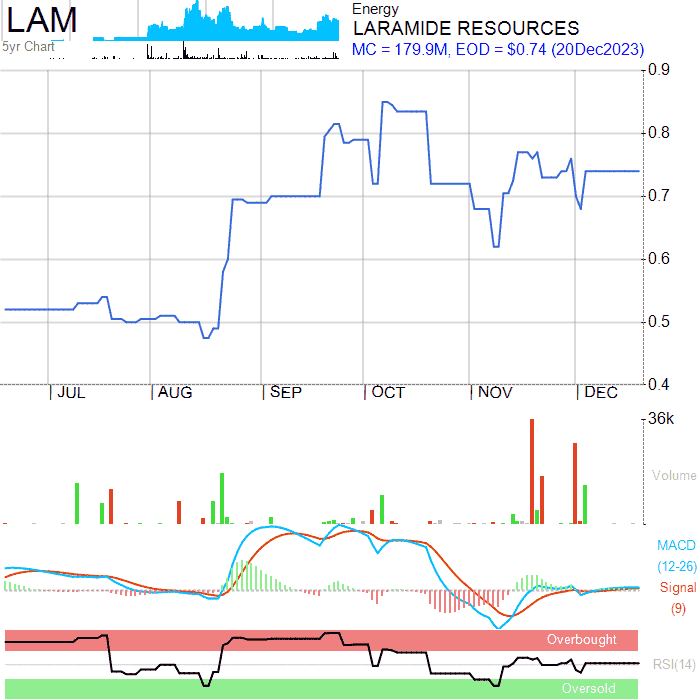 LAM
5yr Chart
Energy
LARAMIDE RESOURCES
MC = 179.9M, EOD = $0.74 (20Dec2023)
0.9
0.8
0.7
0.6
0.5
0.4
JUL AUG SEP OCT NOV DEC
36k
Volume
MACD
(12-26)
Signal
(9)
Overbought
RSI(14)
Oversold